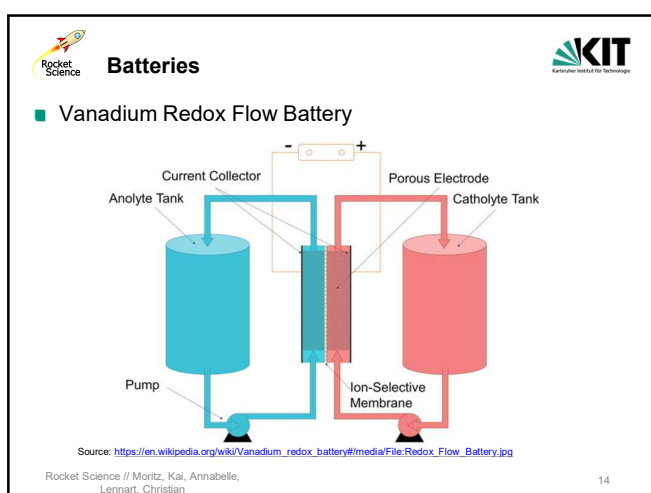 Rocket
Science
Batteries
KIT
Karlsruher Institut für Technologie
Vanadium Redox Flow Battery
- +
Current Collector
Porous Electrode
Anolyte Tank
Catholyte Tank
Pump
Ion-Selective
Membrane
Source: https://en.wikipedia.org/wiki/Vanadium_redox_battery#/media/File:Redox_Flow_Battery.jpg
Rocket Science // Moritz, Kai, Annabelle,
Lennart, Christian
14